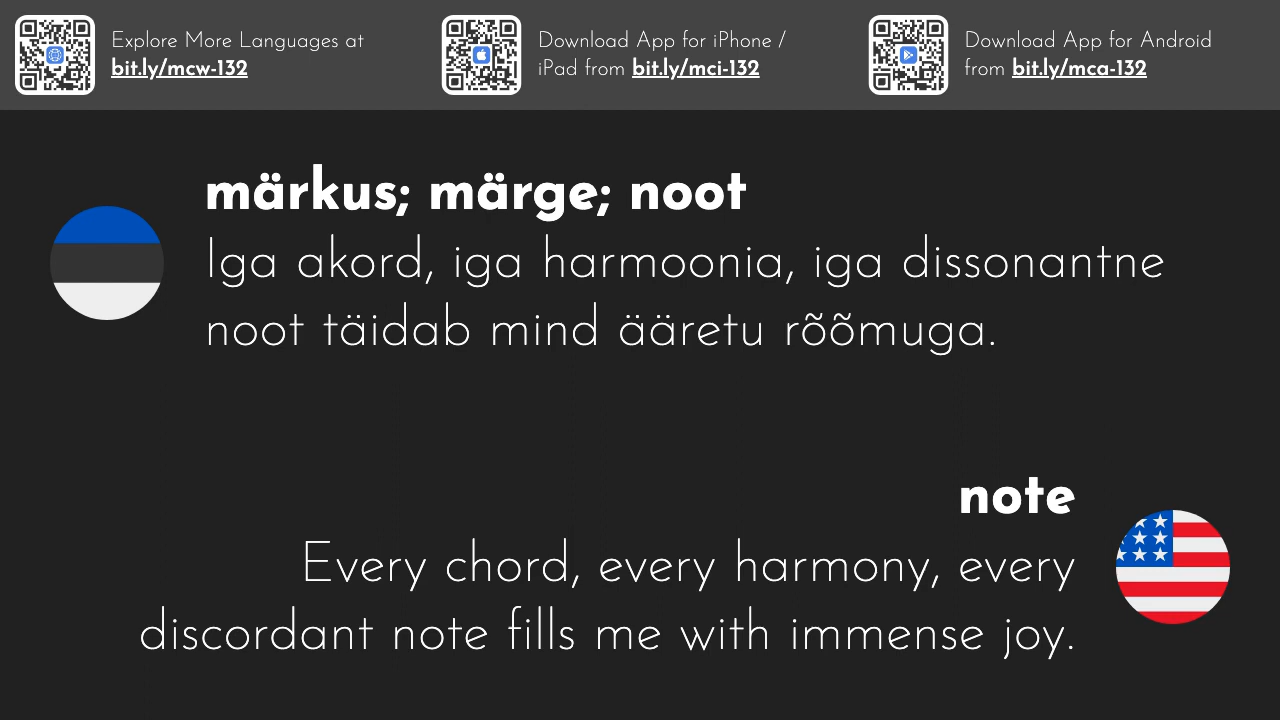 Explore More Languages at
bit.ly/mcw-132
Download App for iPhone /
iPad from bit.ly/mci-132
Download App for Android
from bit.ly/mca-132
märkus; märge; noot
Iga akord, iga harmoonia, iga dissonantne
noot täidab mind ääretu rõõmuga.
note
Every chord, every harmony, every
discordant note fills me with immense joy.